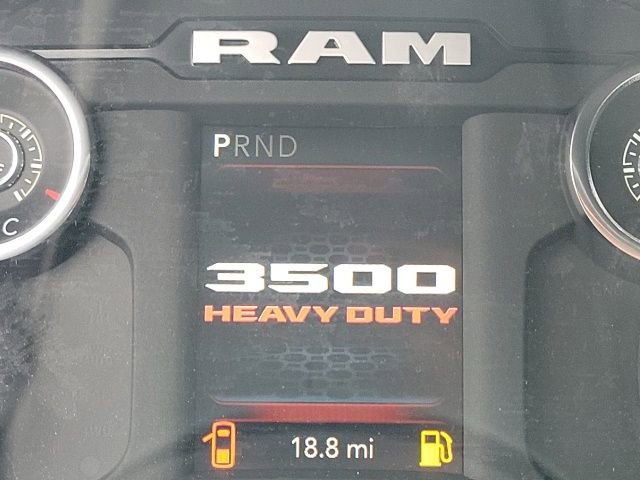 RAM
PRND
C
3500
HEAVY DUTY
18.8 mi